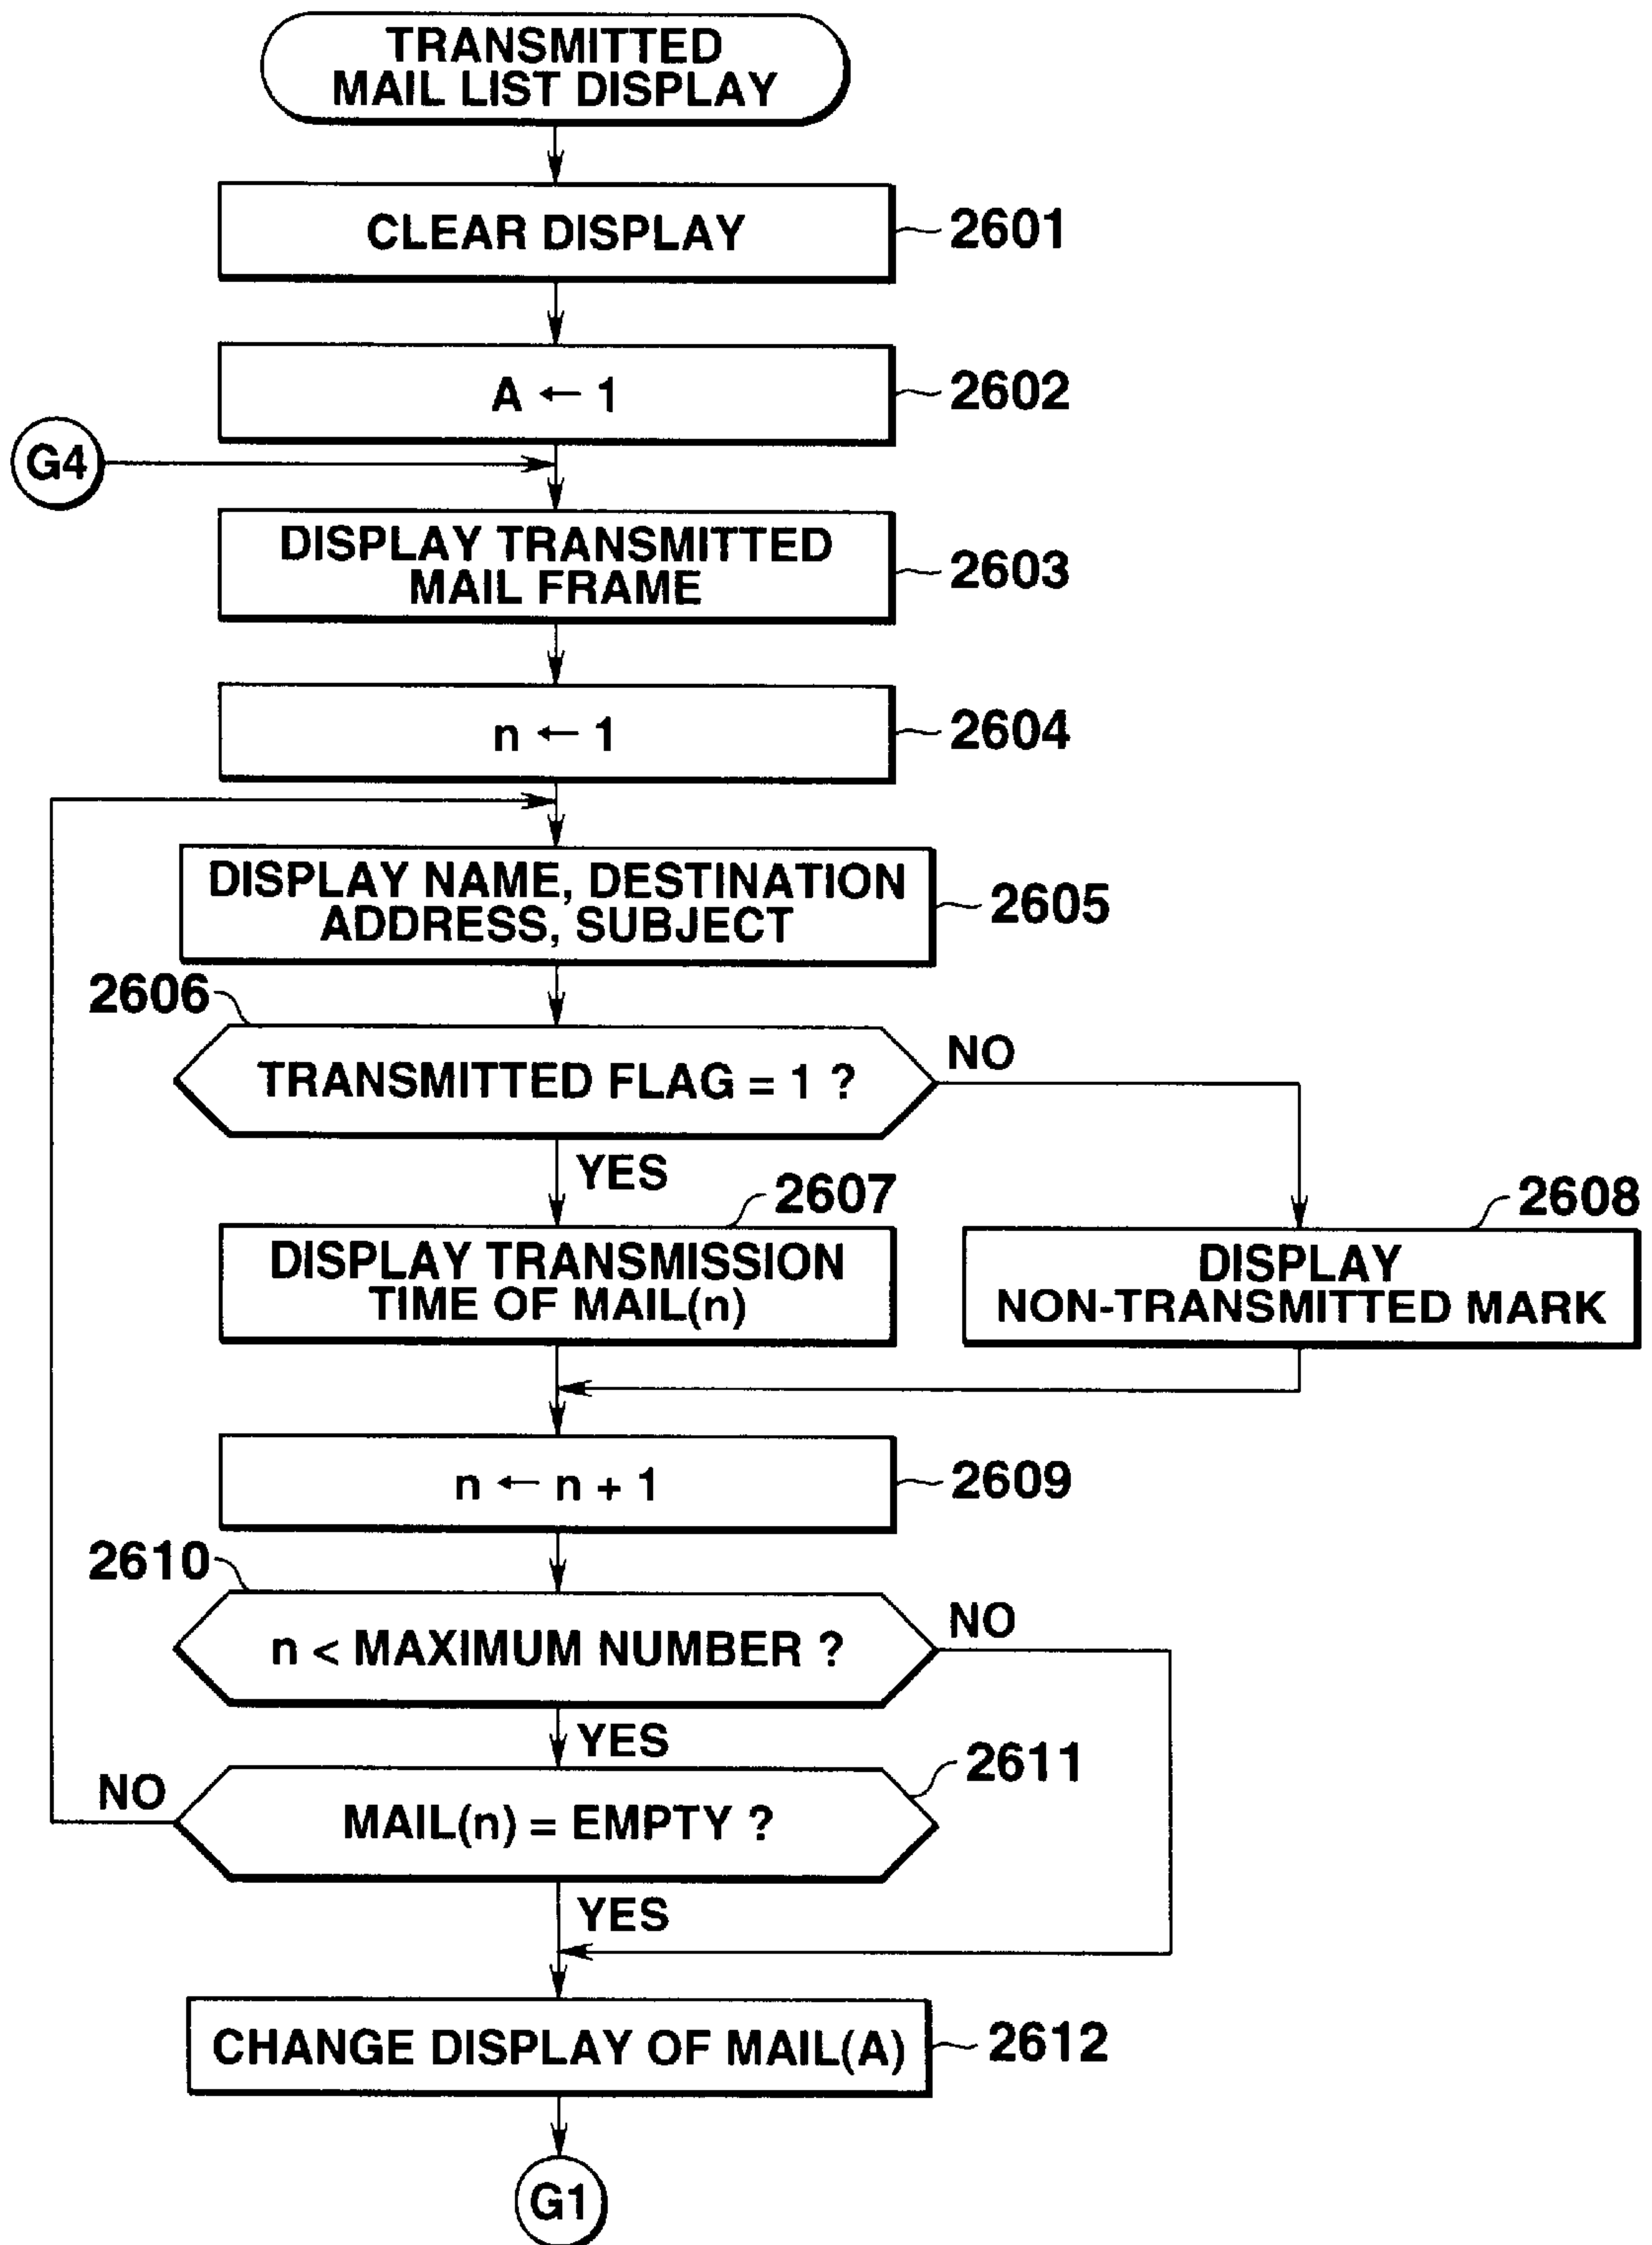 TRANSMITTED
MAIL LIST DISPLAY
CLEAR DISPLAY
2601
A ← 1
2602
G4
DISPLAY TRANSMITTED
MAIL FRAME
2603
n ← 1
2604
DISPLAY NAME, DESTINATION
ADDRESS, SUBJECT
2605
2606
TRANSMITTED FLAG = 1 ?
NO
YES
2607
2608
DISPLAY TRANSMISSION
TIME OF MAIL(n)
DISPLAY
NON-TRANSMITTED MARK
n ← n + 1
2609
2610
n < MAXIMUM NUMBER ?
NO
YES
2611
NO
MAIL(n) = EMPTY ?
YES
CHANGE DISPLAY OF MAIL(A)
2612
G1